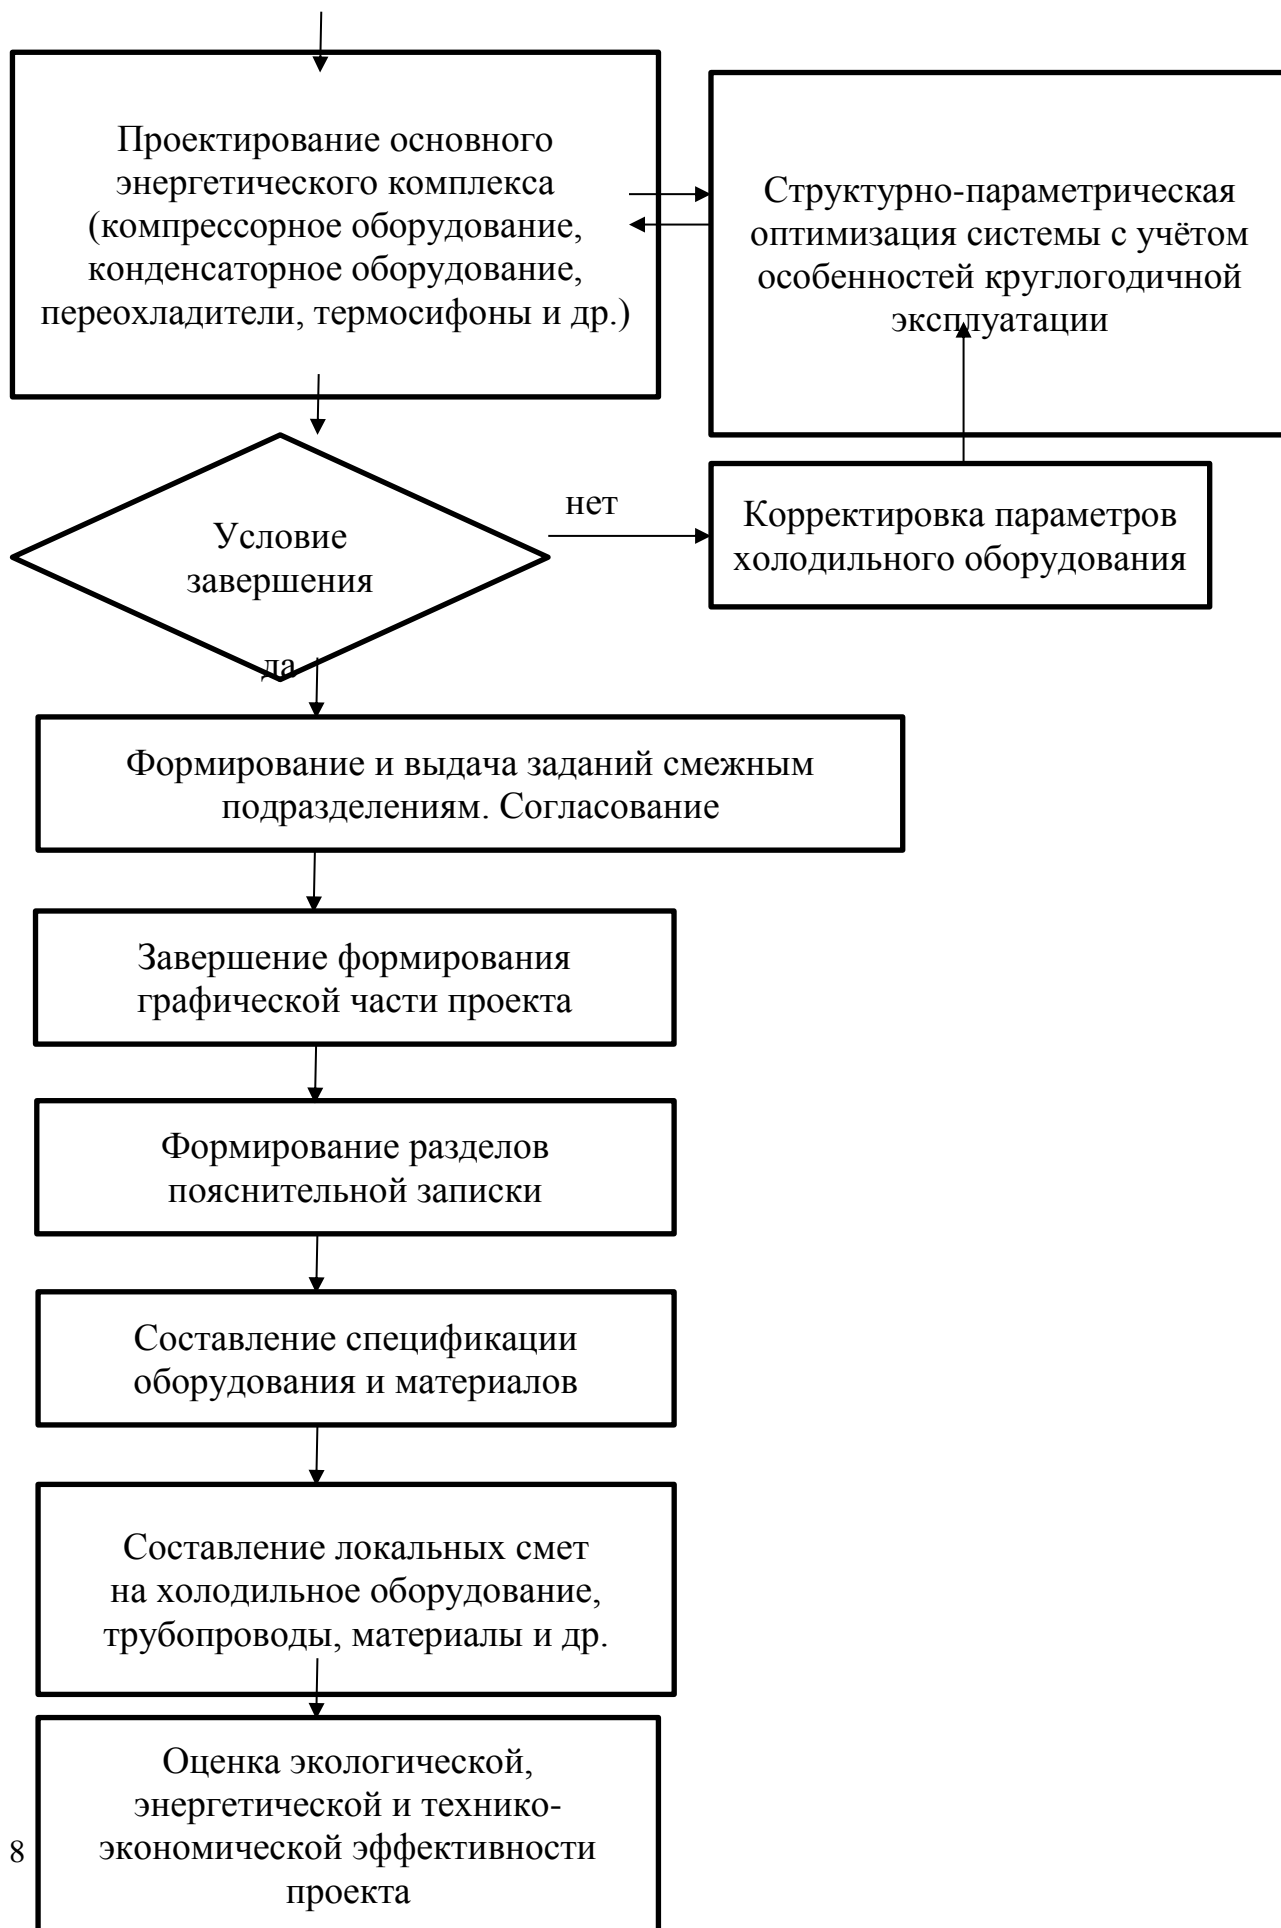 Проектирование основного
энергетического комплекса
(компрессорное оборудование,
конденсаторное оборудование,
переохладители, термосифоны и др.)
Структурно-параметрическая
оптимизация системы с учётом
особенностей круглогодичной
эксплуатации
Условие
завершения
нет
Корректировка параметров
холодильного оборудования
да
Формирование и выдача заданий смежным
подразделениям. Согласование
Завершение формирования
графической части проекта
Формирование разделов
пояснительной записки
Составление спецификации
оборудования и материалов
Составление локальных смет
на холодильное оборудование,
трубопроводы, материалы и др.
Оценка экологической,
энергетической и технико-
экономической эффективности
проекта
8